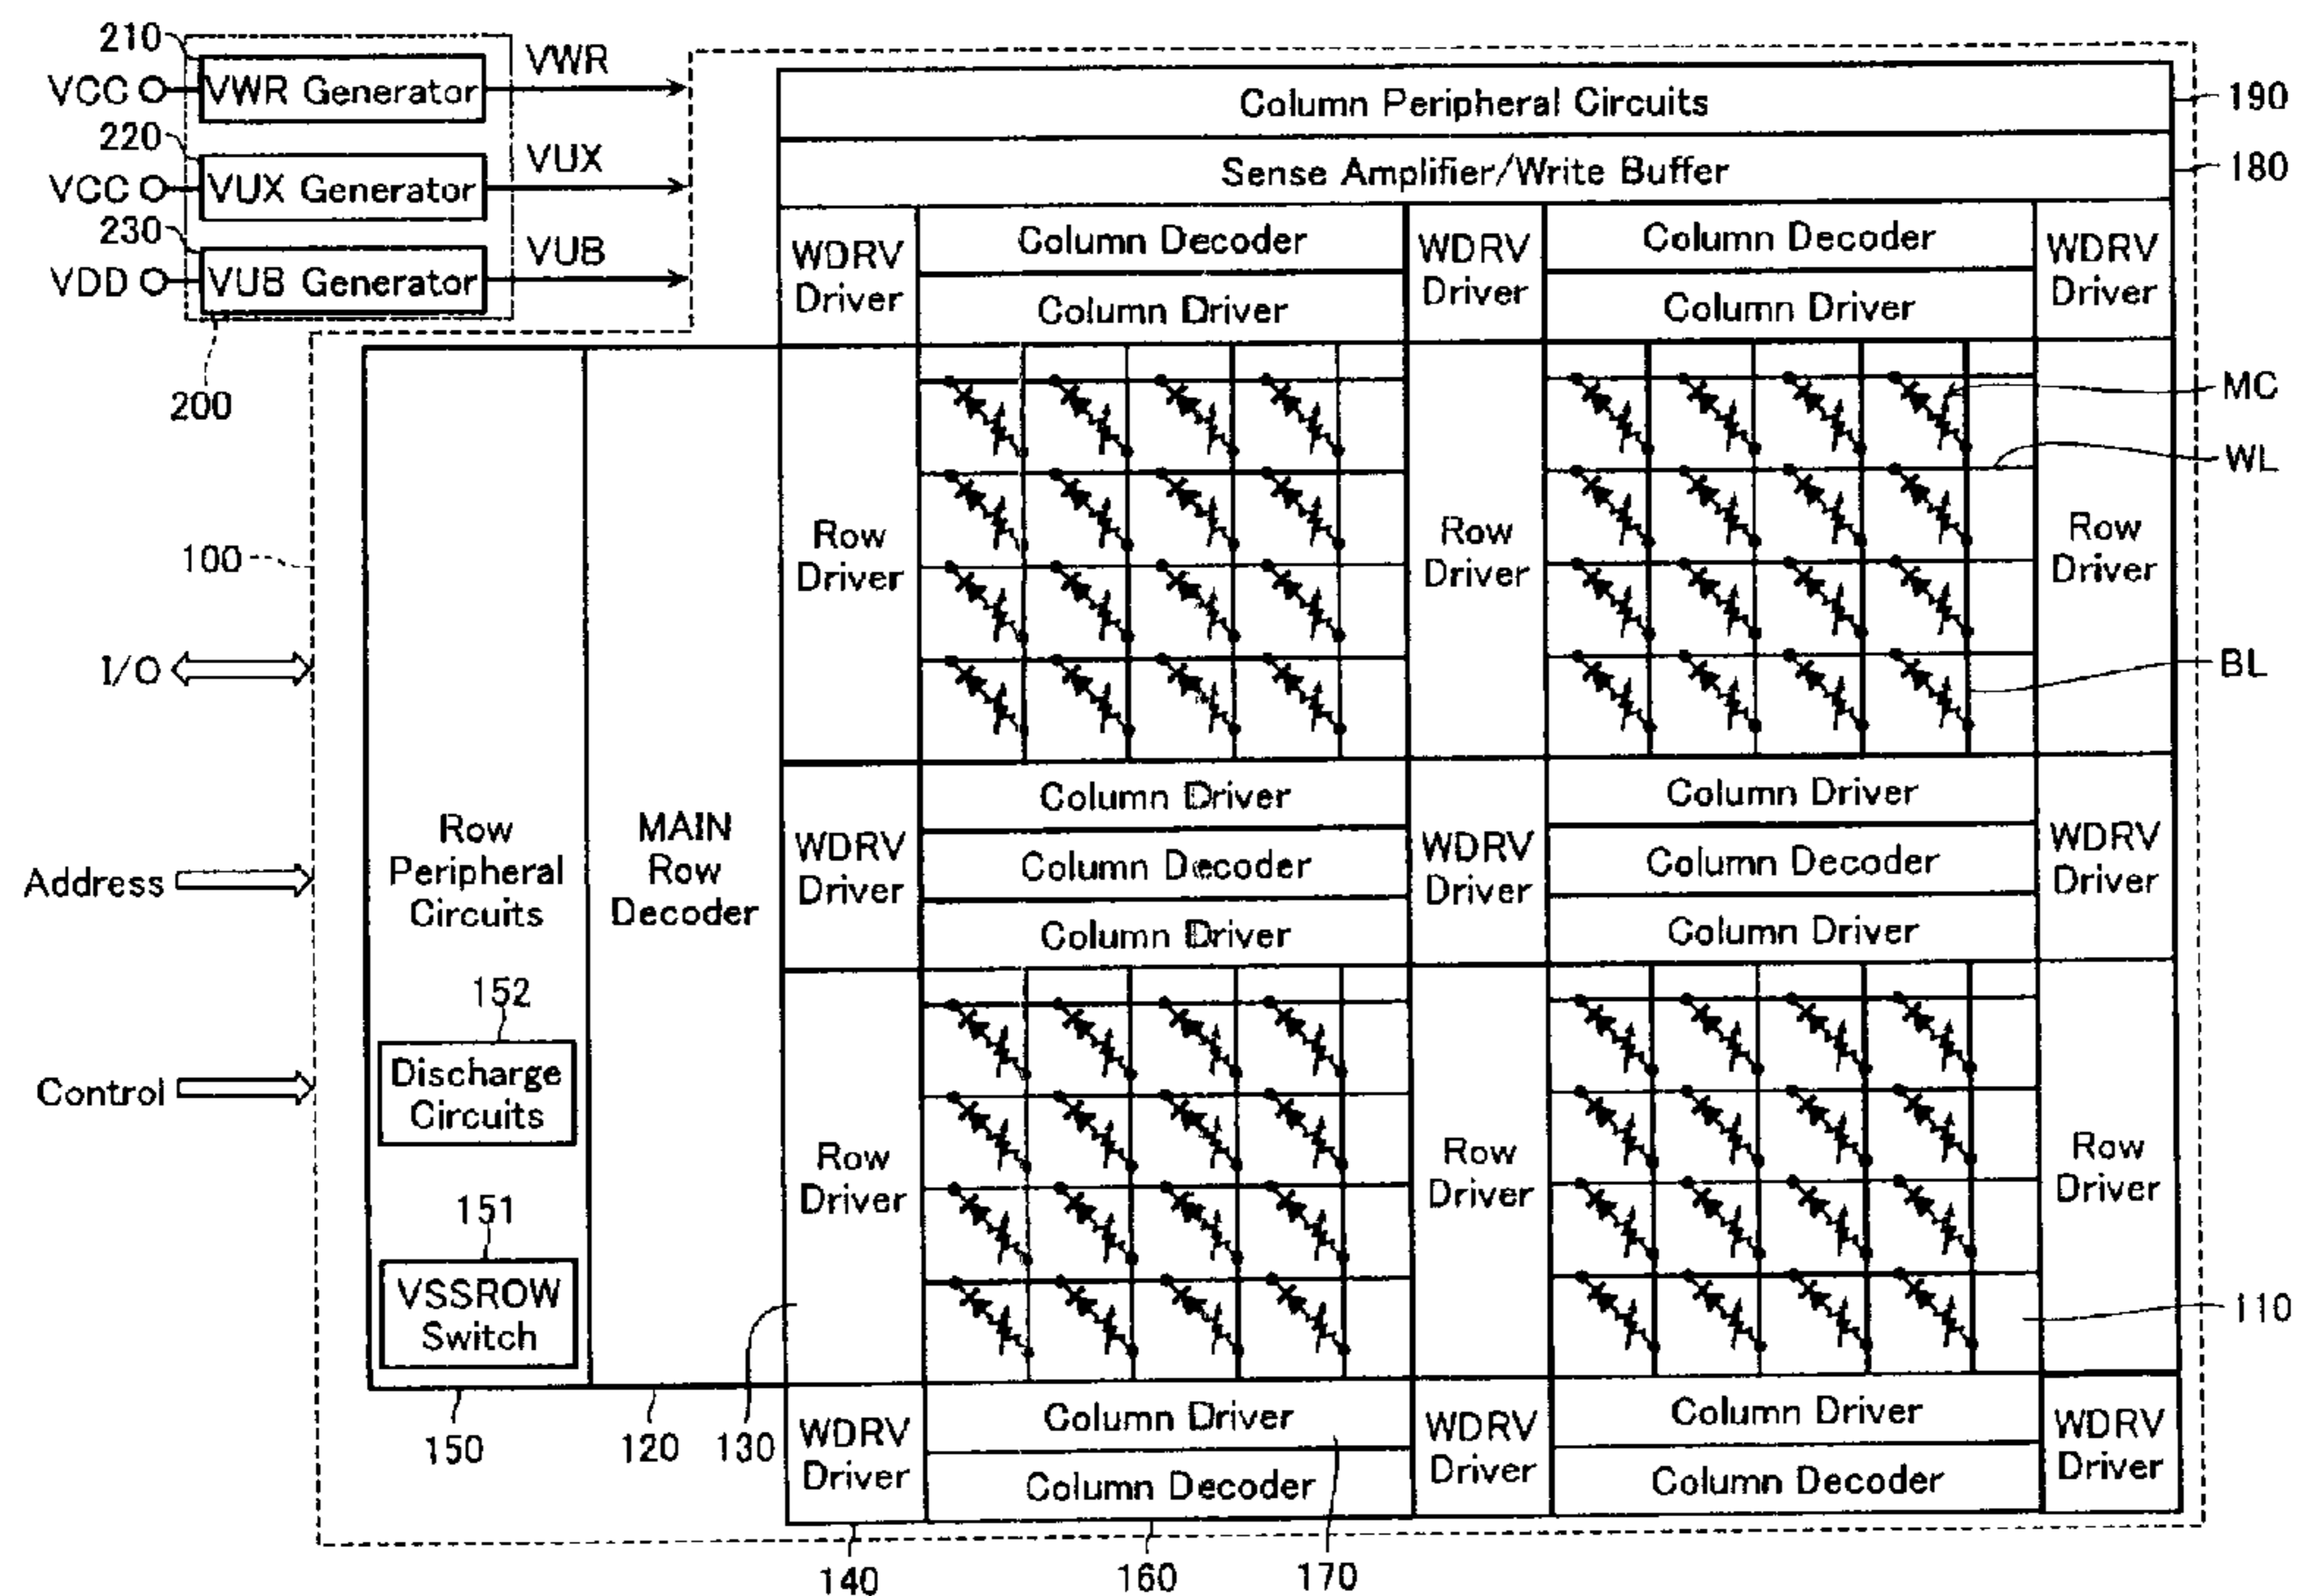 210
VCC
VWR Generator
VWR
220
VCC
VUX Generator
VUX
230
VDD
VUB Generator
VUB
200
Column Peripheral Circuits
190
Sense Amplifier/Write Buffer
180
WDRV
Driver
Column Decoder
Column Driver
WDRV
Driver
Column Decoder
Column Driver
WDRV
Driver
MC
WL
BL
Row
Driver
Row
Driver
Row
Driver
100
I/O
Address
Control
Row
Peripheral
Circuits
MAIN
Row
Decoder
WDRV
Driver
Column Driver
Column Decoder
Column Driver
WDRV
Driver
Column Driver
Column Decoder
Column Driver
WDRV
Driver
152
Discharge
Circuits
151
VSSROW
Switch
Row
Driver
Row
Driver
Row
Driver
110
150
120
130
WDRV
Driver
Column Driver
Column Decoder
WDRV
Driver
Column Driver
Column Decoder
WDRV
Driver
140
160
170